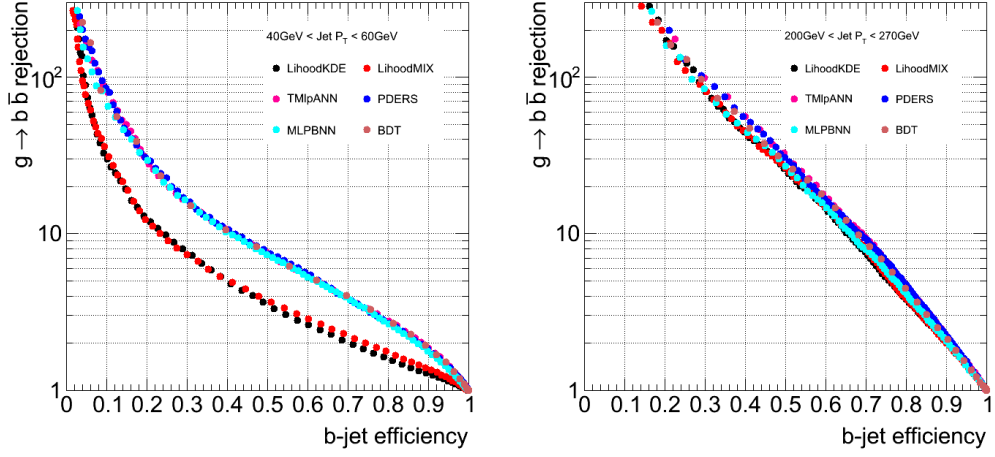 g → b b̅ rejection
40GeV < Jet P_T < 60GeV
LihoodKDE LihoodMIX
TMlpANN PDERS
MLPBNN BDT
10²
10
1
0 0.1 0.2 0.3 0.4 0.5 0.6 0.7 0.8 0.9 1
b-jet efficiency
g → b b̅ rejection
200GeV < Jet P_T < 270GeV
LihoodKDE LihoodMIX
TMlpANN PDERS
MLPBNN BDT
10²
10
1
0 0.1 0.2 0.3 0.4 0.5 0.6 0.7 0.8 0.9 1
b-jet efficiency